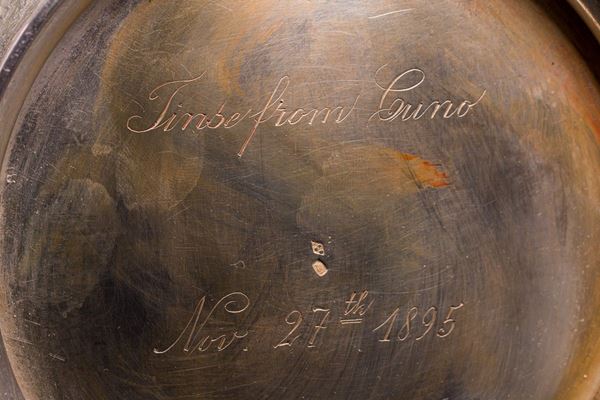 Tinse from Cuno
Nov. 27th 1895